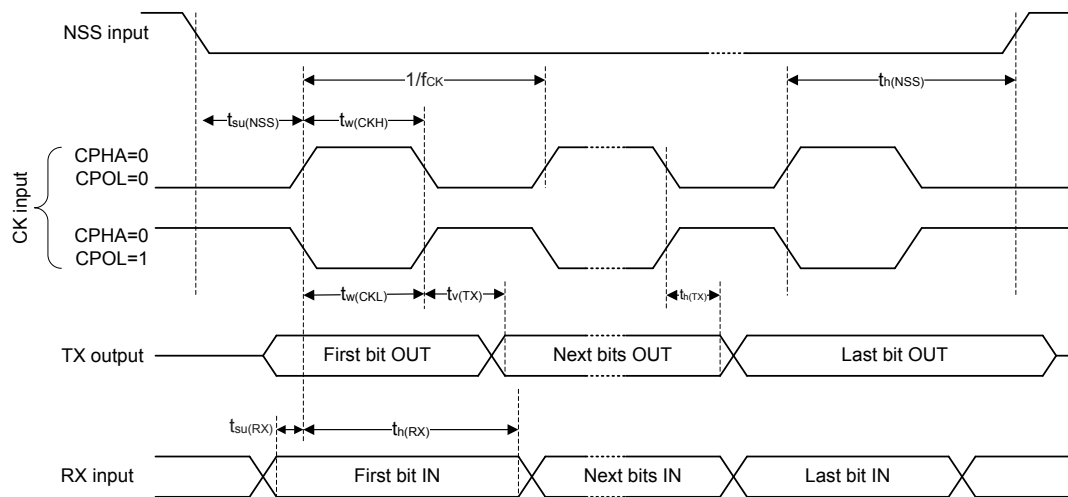 NSS input
1/fCK
th(NSS)
tsu(NSS)
tw(CKH)
CK input
CPHA=0
CPOL=0
CPHA=0
CPOL=1
tw(CKL)
tv(TX)
th(TX)
TX output
First bit OUT
Next bits OUT
Last bit OUT
tsu(RX)
th(RX)
RX input
First bit IN
Next bits IN
Last bit IN